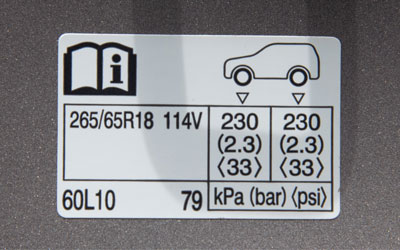 i
265/65R18 114V 230 230
(2.3) (2.3)
⟨33⟩ ⟨33⟩
60L10 79 kPa (bar) ⟨psi⟩